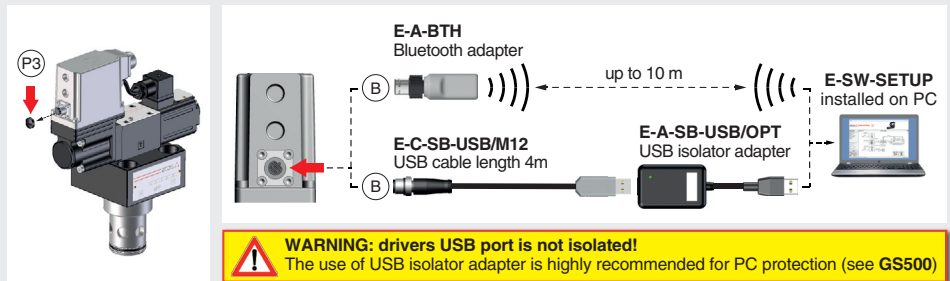 P3
E-A-BTH
Bluetooth adapter
B
up to 10 m
E-SW-SETUP
installed on PC
E-C-SB-USB/M12
USB cable length 4m
E-A-SB-USB/OPT
USB isolator adapter
B
WARNING: drivers USB port is not isolated!
The use of USB isolator adapter is highly recommended for PC protection (see GS500)